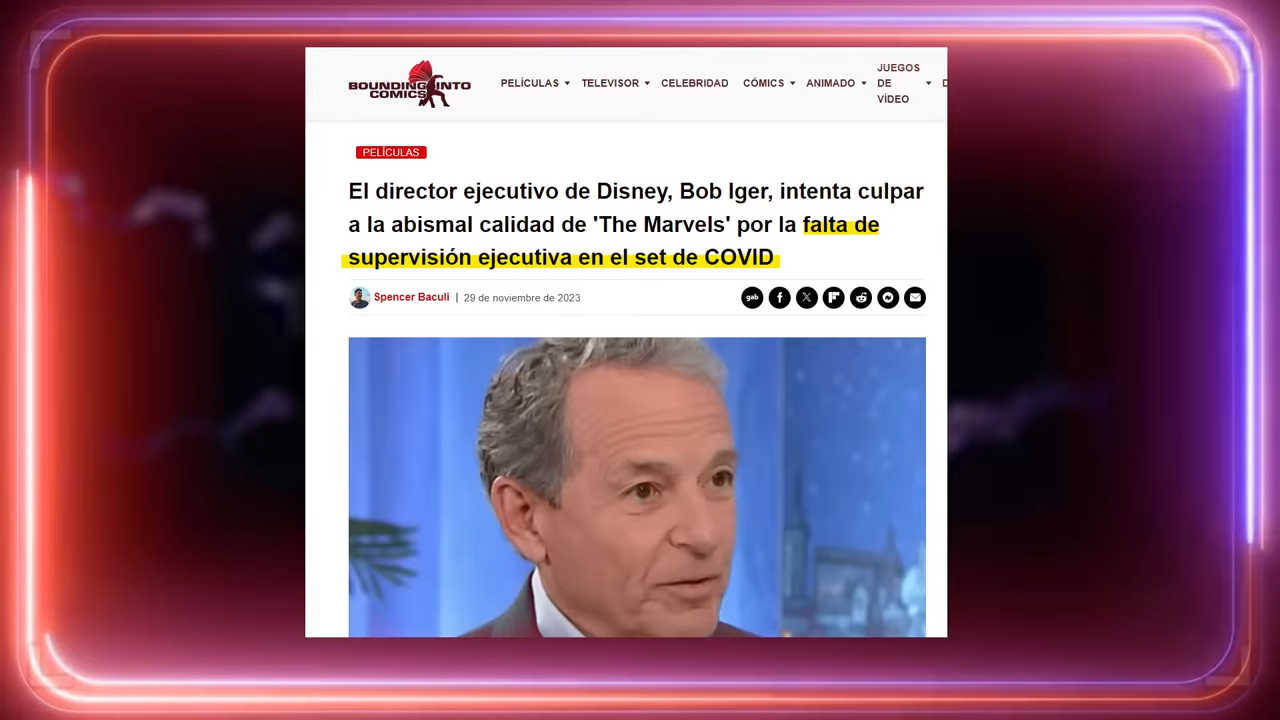 BOUNDING INTO
COMICS
PELÍCULAS
TELEVISOR
CELEBRIDAD
CÓMICS
ANIMADO
JUEGOS
DE
VÍDEO
D
PELÍCULAS
El director ejecutivo de Disney, Bob Iger, intenta culpar
a la abismal calidad de 'The Marvels' por la falta de
supervisión ejecutiva en el set de COVID
Spencer Baculi | 29 de noviembre de 2023
gab